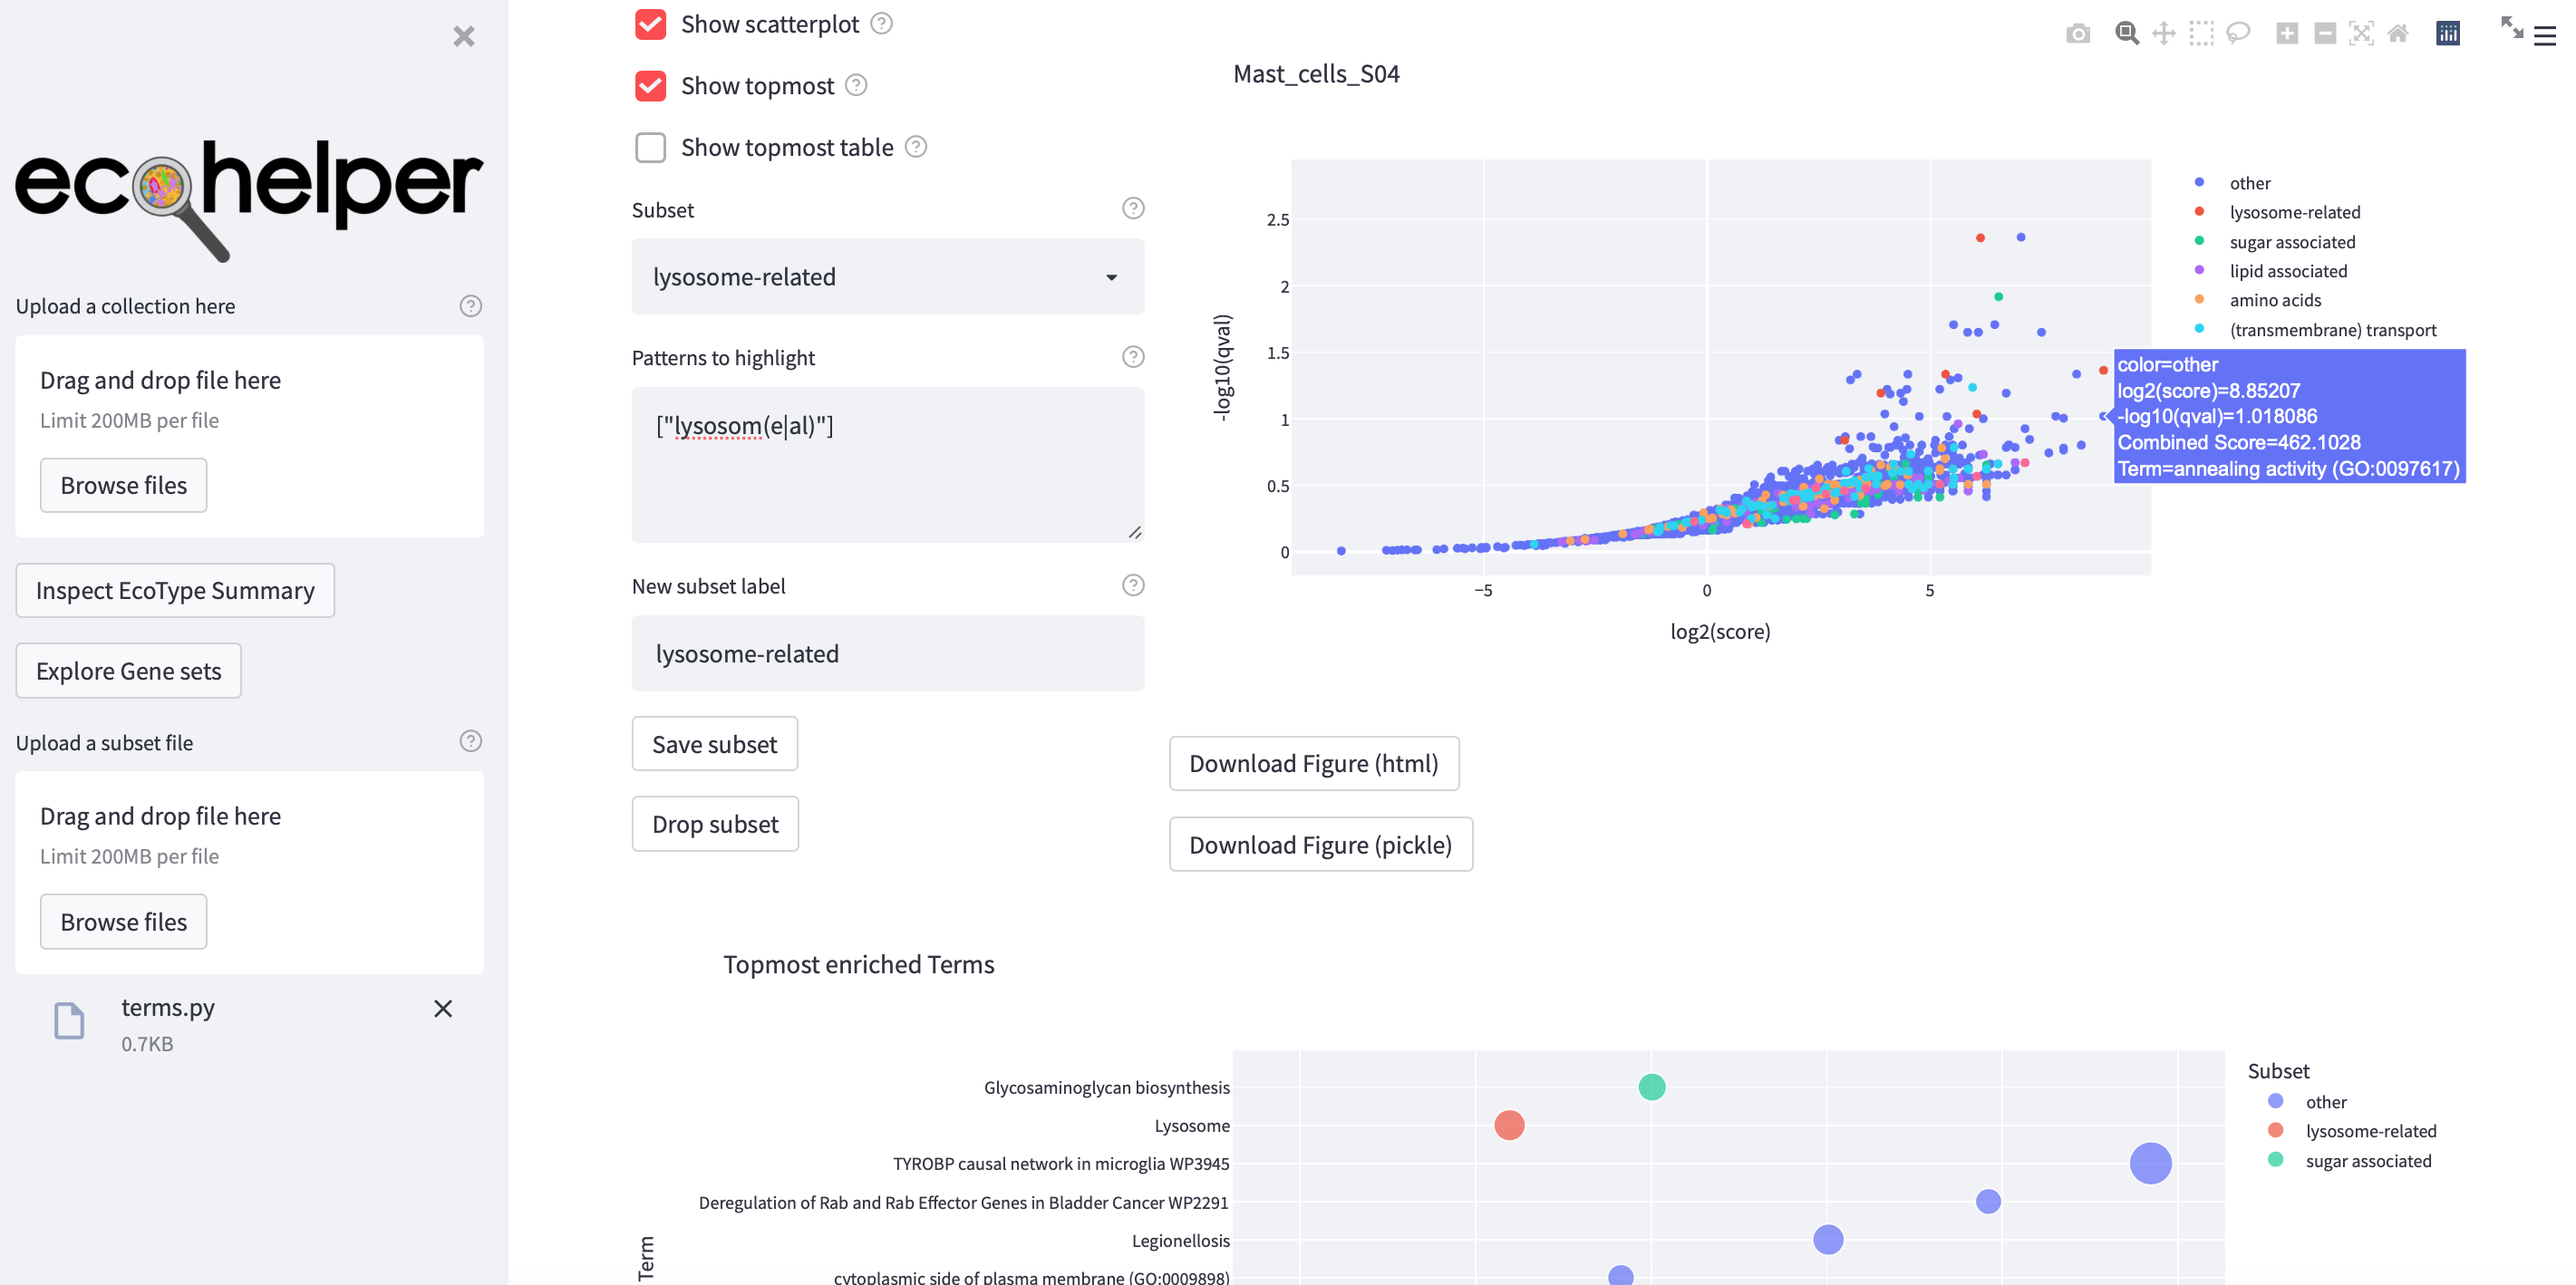 ecohelper
Upload a collection here
Drag and drop file here
Limit 200MB per file
Browse files
Inspect EcoType Summary
Explore Gene sets
Upload a subset file
Drag and drop file here
Limit 200MB per file
Browse files
terms.py
0.7KB
Show scatterplot
Show topmost
Show topmost table
Subset
lysosome-related
Patterns to highlight
["lysosom(e|al)"]
New subset label
lysosome-related
Save subset
Drop subset
Mast_cells_S04
-log10(qval)
2.5
2
1.5
1
0.5
0
−5
0
5
log2(score)
other
lysosome-related
sugar associated
lipid associated
amino acids
(transmembrane) transport
color=other
log2(score)=8.85207
-log10(qval)=1.018086
Combined Score=462.1028
Term=annealing activity (GO:0097617)
Download Figure (html)
Download Figure (pickle)
Topmost enriched Terms
Term
Glycosaminoglycan biosynthesis
Lysosome
TYROBP causal network in microglia WP3945
Deregulation of Rab and Rab Effector Genes in Bladder Cancer WP2291
Legionellosis
cytoplasmic side of plasma membrane (GO:0009898)
Subset
other
lysosome-related
sugar associated